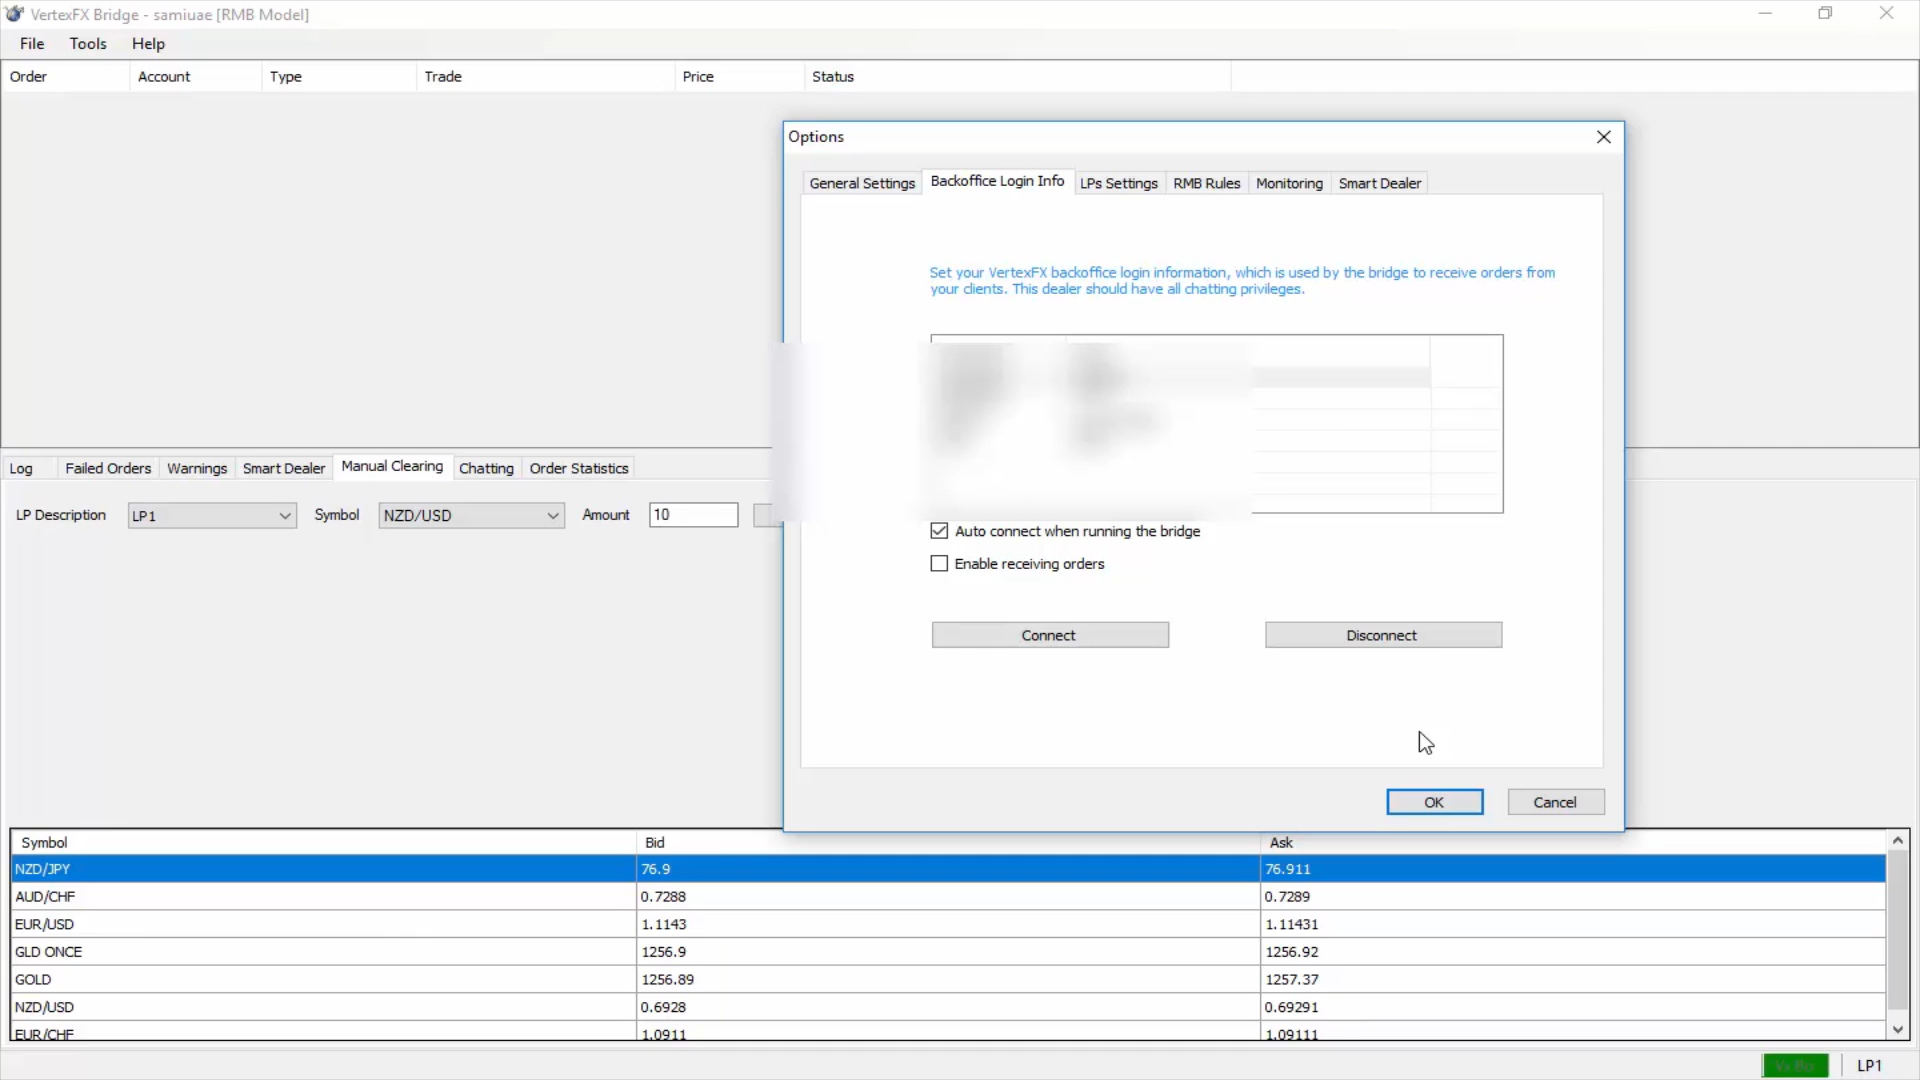 VertexFX Bridge - samiuae [RMB Model]
File Tools Help
Order Account Type Trade Price Status
Options
General Settings Backoffice Login Info LPs Settings RMB Rules Monitoring Smart Dealer
Set your VertexFX backoffice login information, which is used by the bridge to receive orders from
your clients. This dealer should have all chatting privileges.
Auto connect when running the bridge
Enable receiving orders
Connect Disconnect
OK Cancel
Log Failed Orders Warnings Smart Dealer Manual Clearing Chatting Order Statistics
LP Description LP1 Symbol NZD/USD Amount 10
Symbol Bid Ask
NZD/JPY 76.9 76.911
AUD/CHF 0.7288 0.7289
EUR/USD 1.1143 1.11431
GLD ONCE 1256.9 1256.92
GOLD 1256.89 1257.37
NZD/USD 0.6928 0.69291
EUR/CHF 1.0911 1.09111
LP1